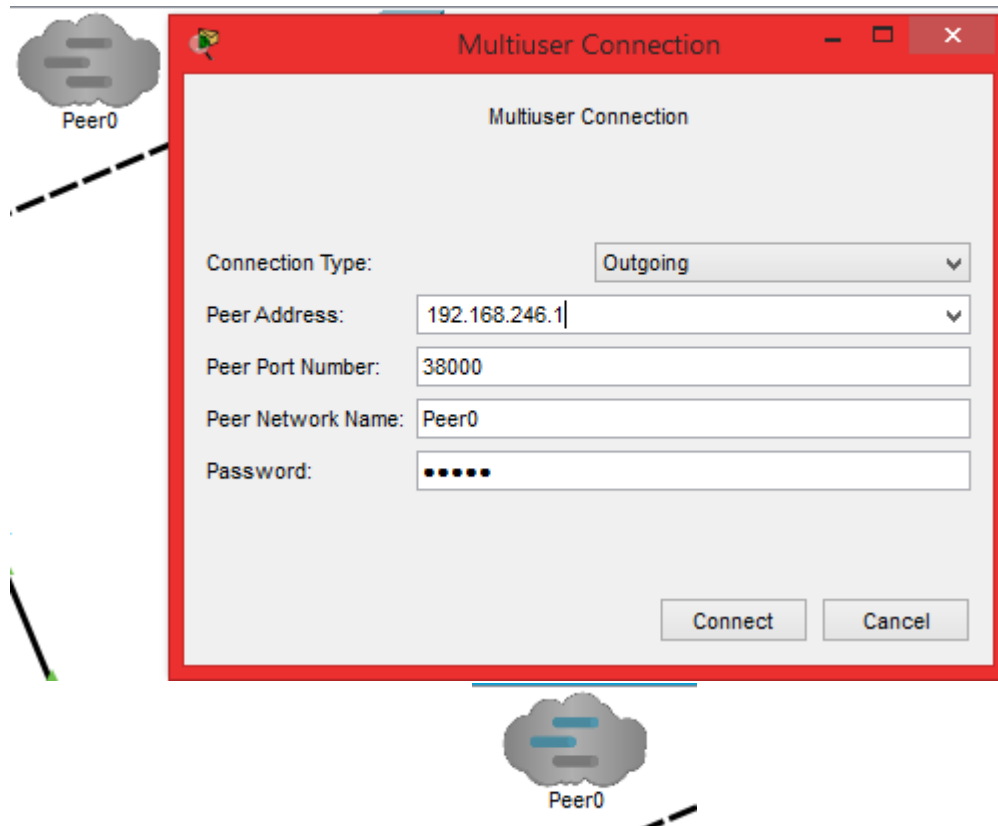 Multiuser Connection
Peer0
Multiuser Connection
Connection Type: Outgoing
Peer Address: 192.168.246.1
Peer Port Number: 38000
Peer Network Name: Peer0
Password: •••••
Connect Cancel
Peer0